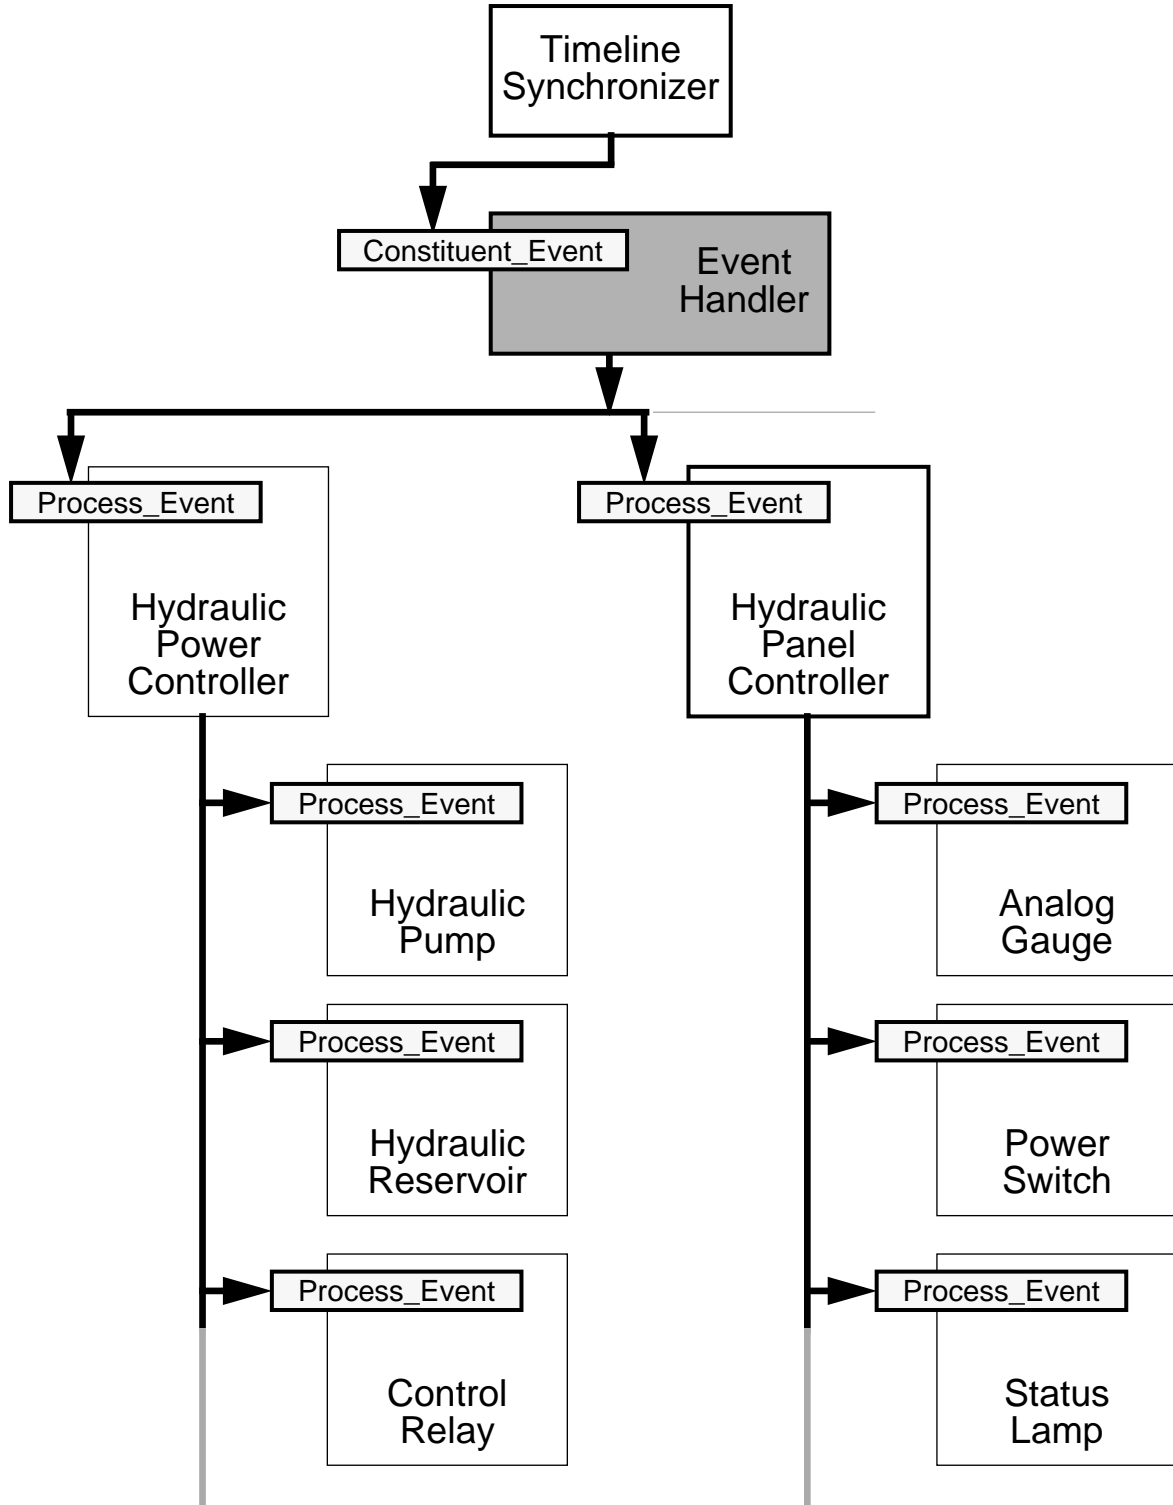 Timeline
Synchronizer
Constituent_Event
Event
Handler
Process_Event
Process_Event
Hydraulic
Power
Controller
Hydraulic
Panel
Controller
Process_Event
Process_Event
Hydraulic
Pump
Analog
Gauge
Process_Event
Process_Event
Hydraulic
Reservoir
Power
Switch
Process_Event
Process_Event
Control
Relay
Status
Lamp